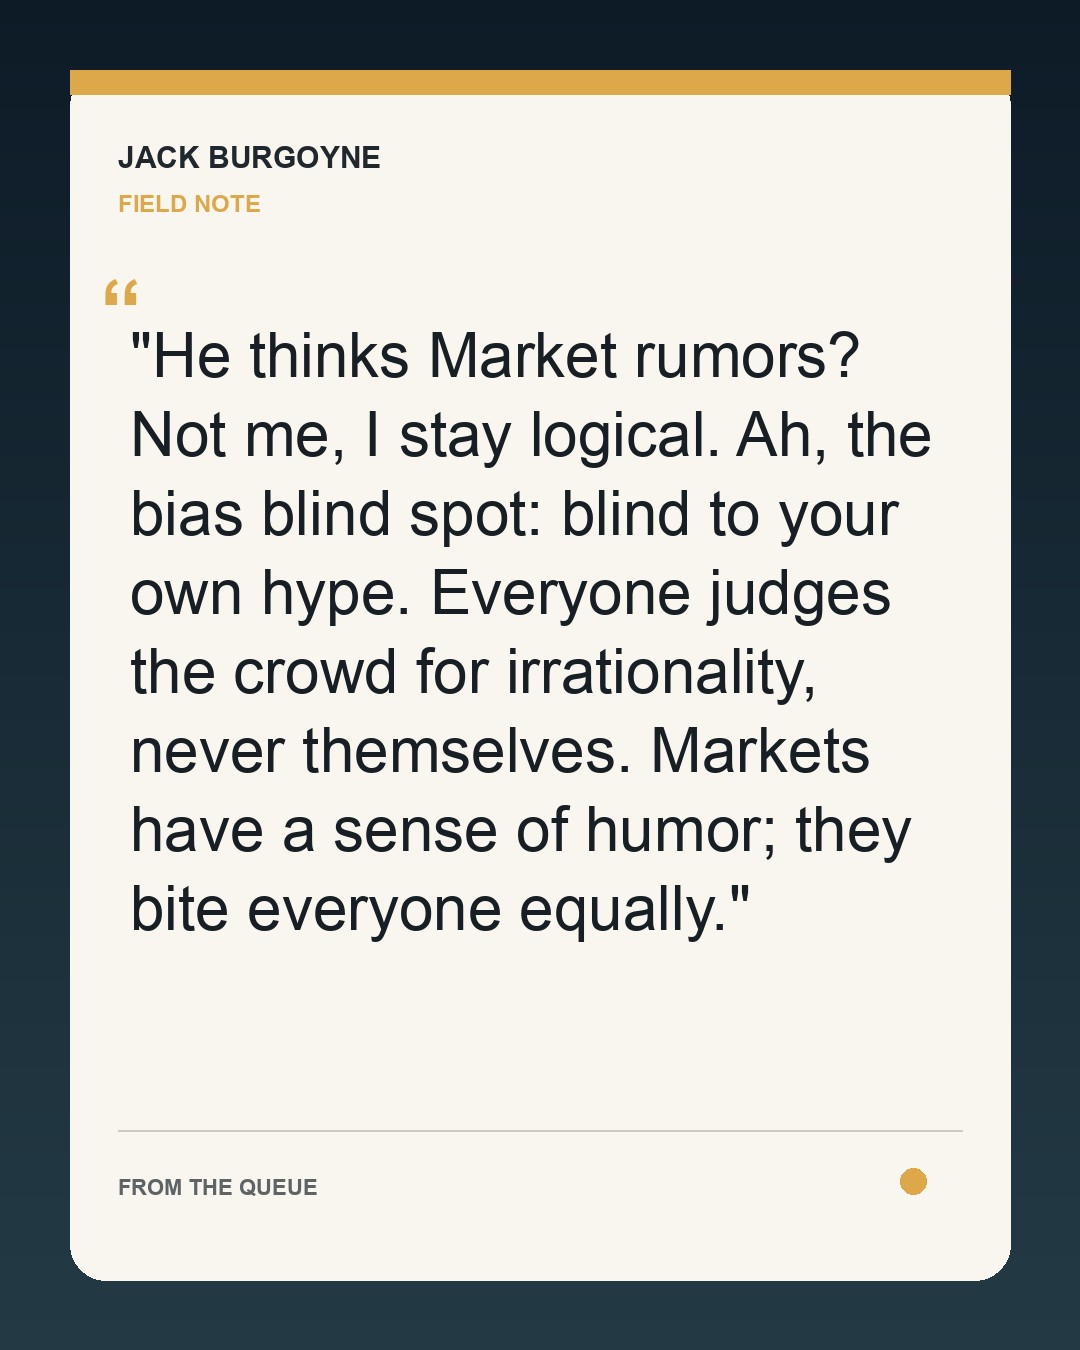 JACK BURGOYNE
FIELD NOTE
“
"He thinks Market rumors?
Not me, I stay logical. Ah, the
bias blind spot: blind to your
own hype. Everyone judges
the crowd for irrationality,
never themselves. Markets
have a sense of humor; they
bite everyone equally."
FROM THE QUEUE